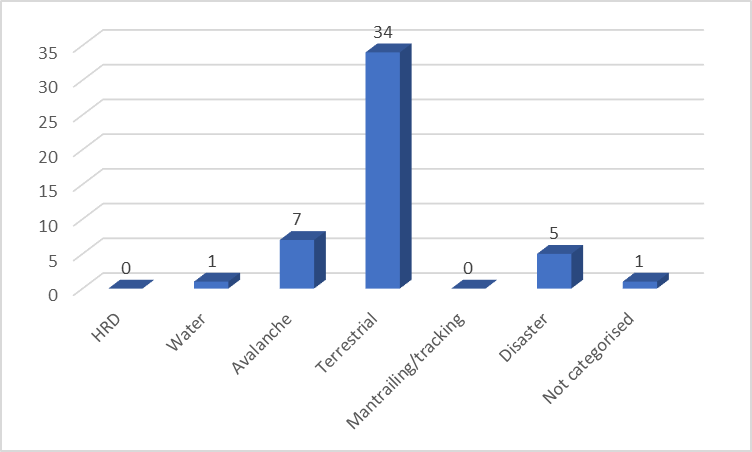 35
30
25
20
15
10
5
0
0
1
7
34
0
5
1
HRD
Water
Avalanche
Terrestrial
Mantrailing/tracking
Disaster
Not categorised